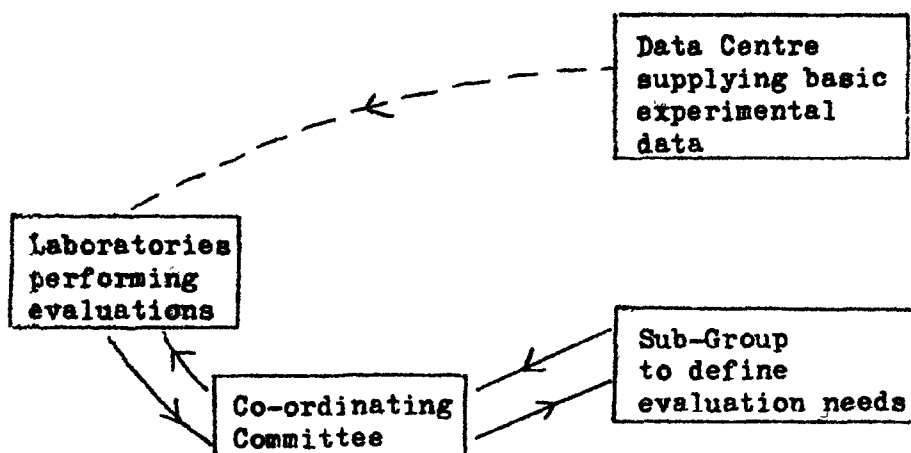 Data Centre
supplying basic
experimental
data
Laboratories
performing
evaluations
Sub-Group
to define
evaluation needs
Co-ordinating
Committee